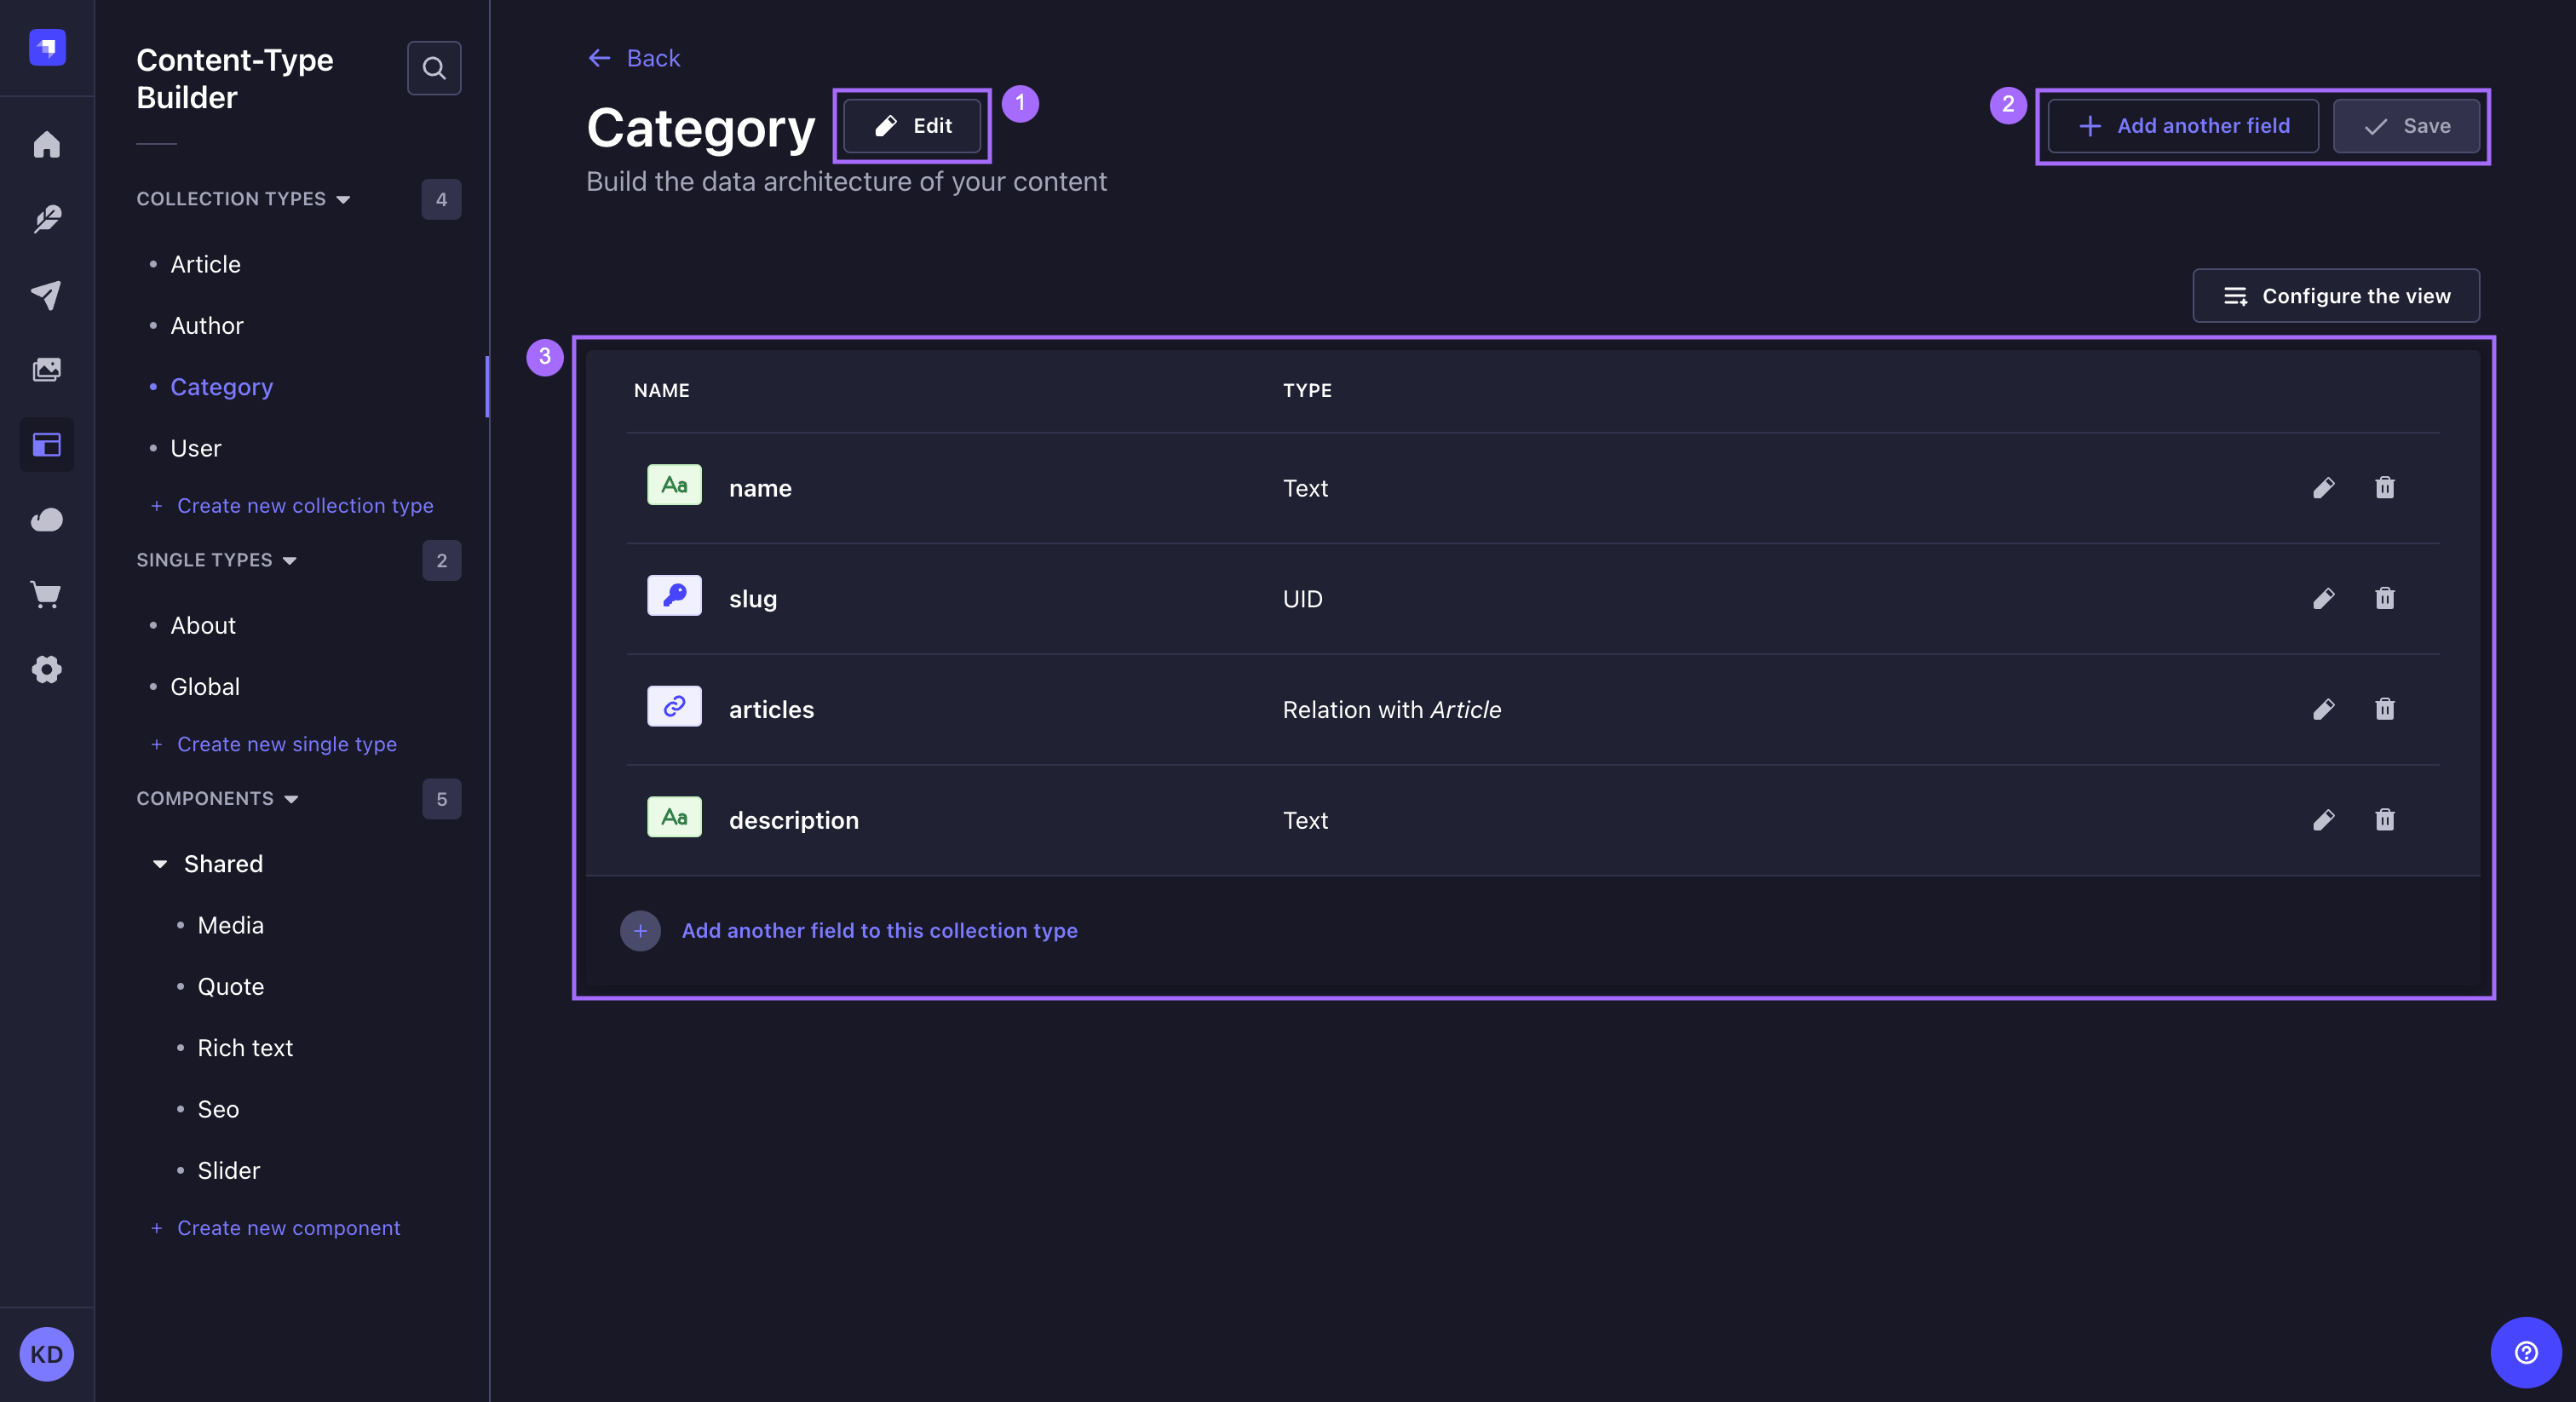 Content-Type
Builder
COLLECTION TYPES
4
Article
Author
Category
User
+ Create new collection type
SINGLE TYPES
2
About
Global
+ Create new single type
COMPONENTS
5
Shared
Media
Quote
Rich text
Seo
Slider
+ Create new component
KD
Back
Category
Edit
1
2
Add another field
Save
Build the data architecture of your content
Configure the view
3
NAME
TYPE
Aa name
Text
slug
UID
articles
Relation with Article
Aa description
Text
+ Add another field to this collection type
?